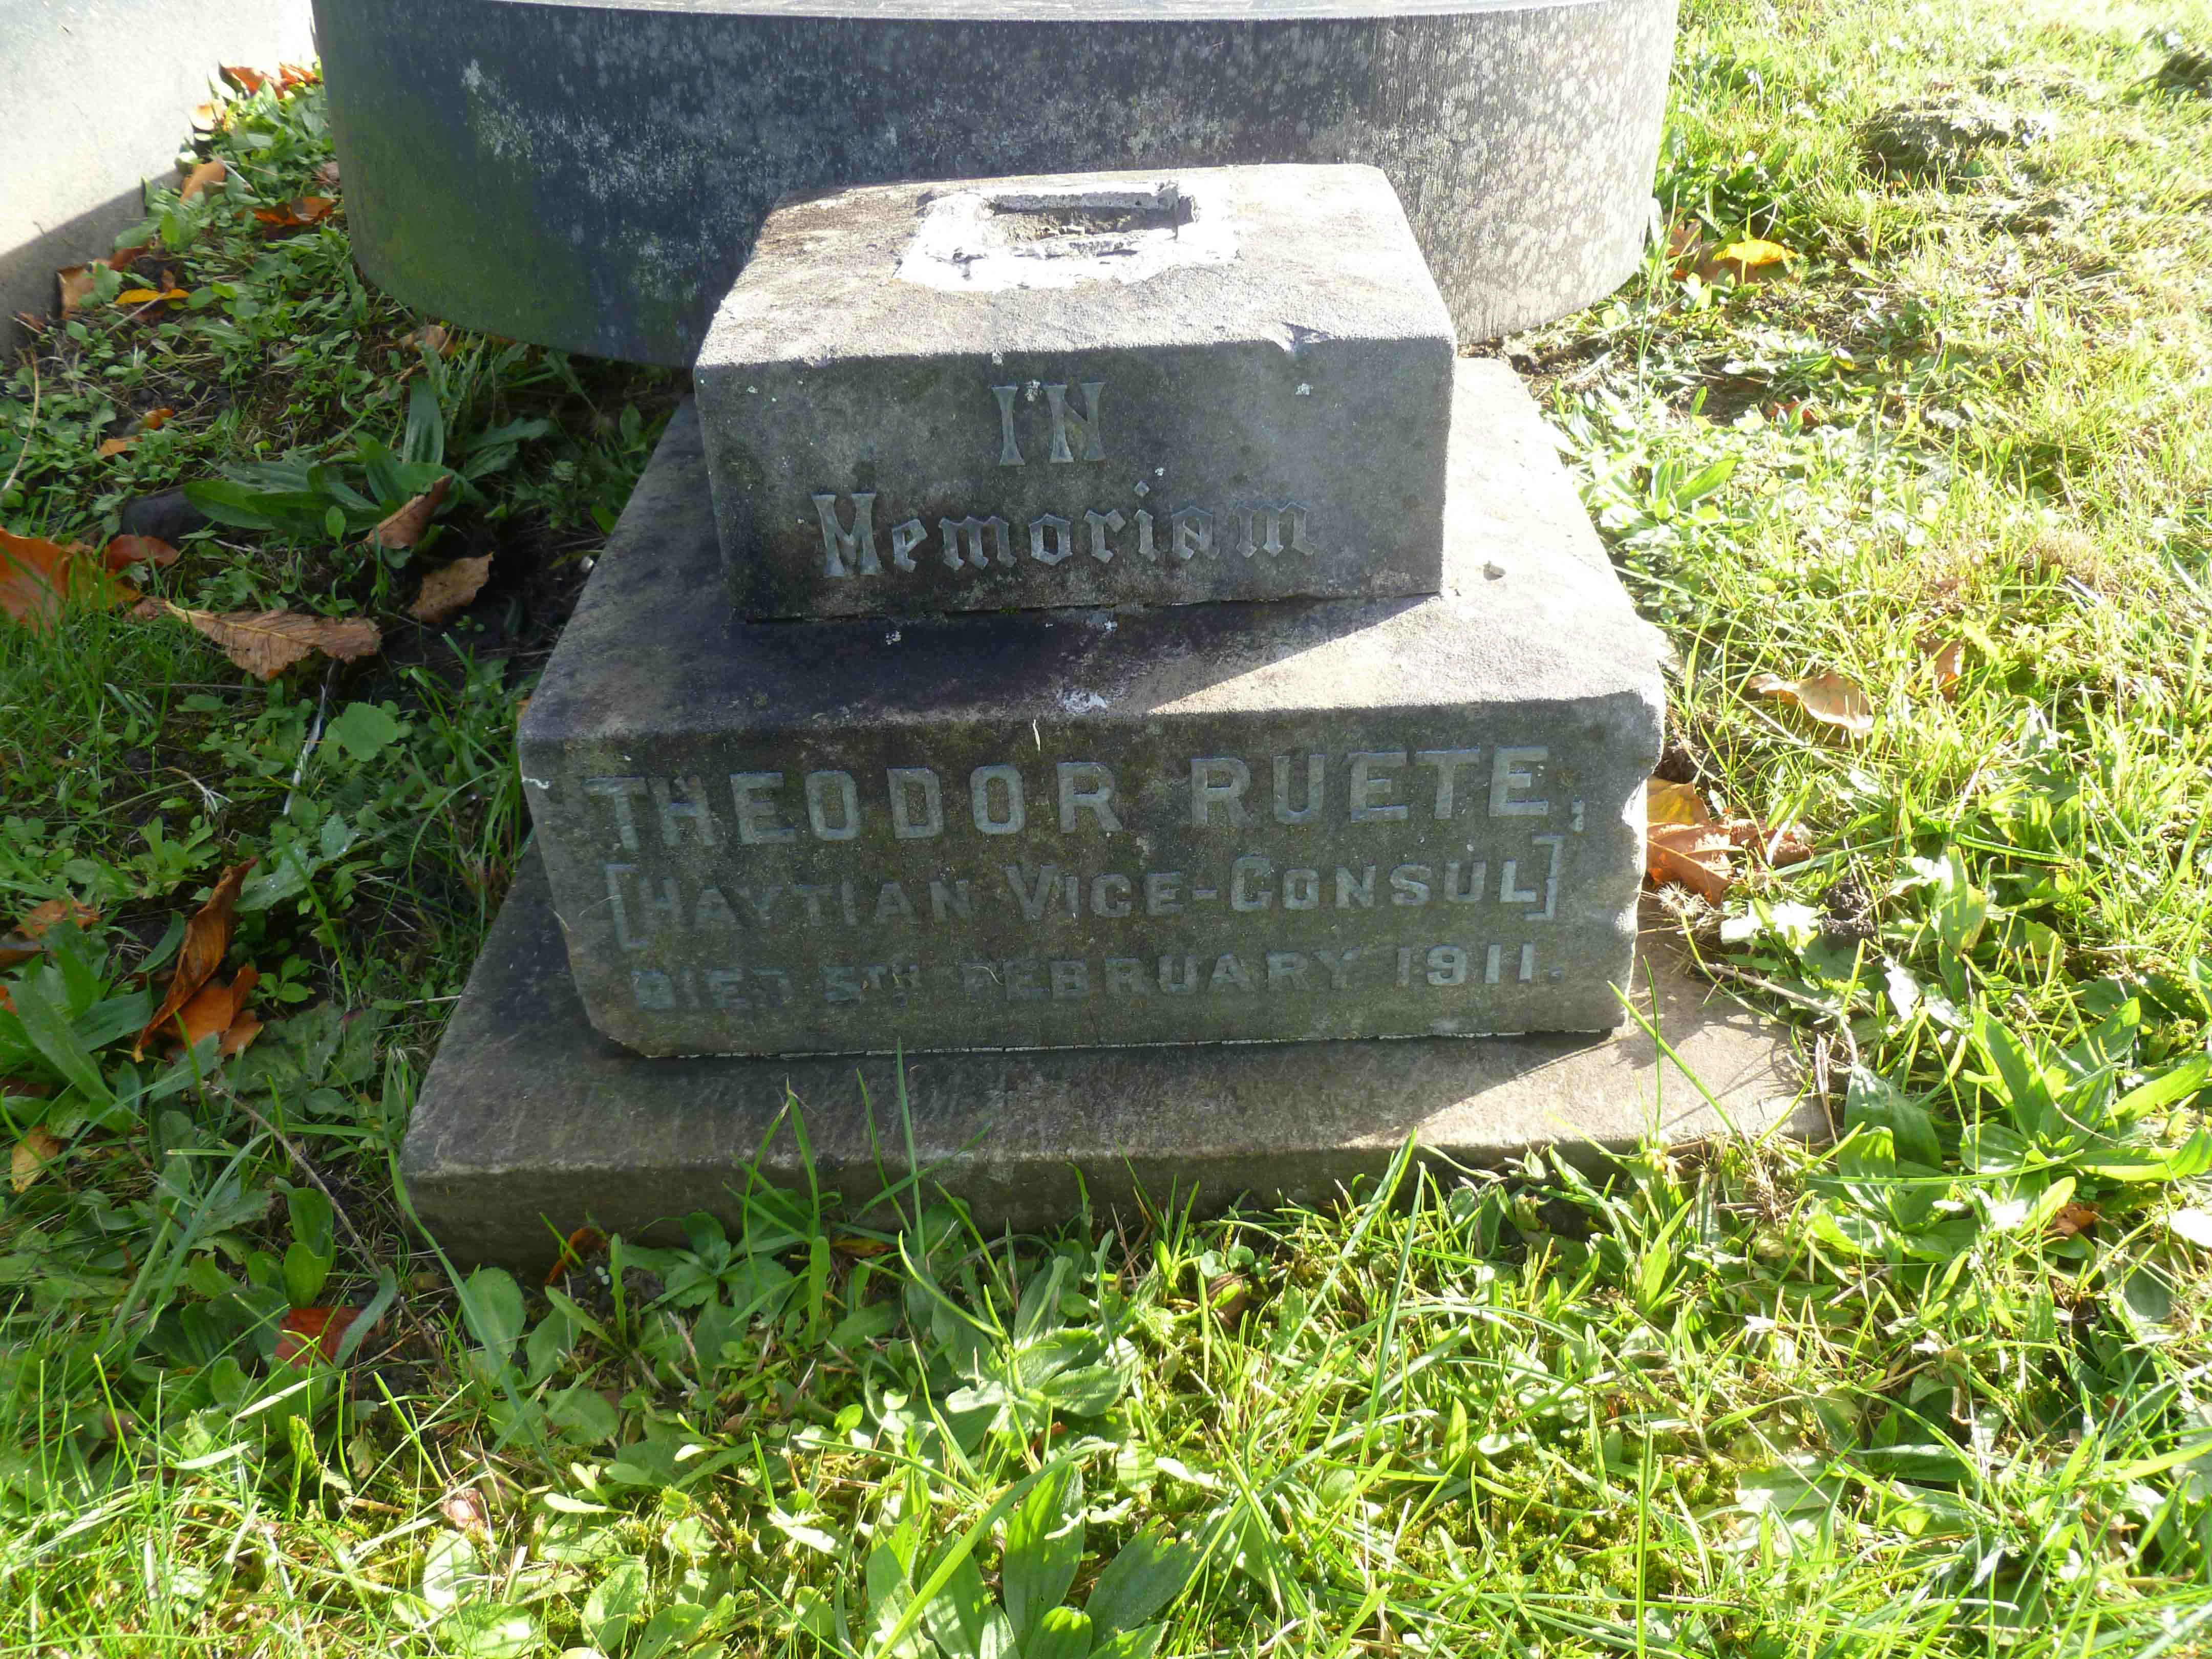 IN
Memoriam
THEODOR RUETE,
[HAYTIAN VICE-CONSUL]
DIED 5TH FEBRUARY 1911.